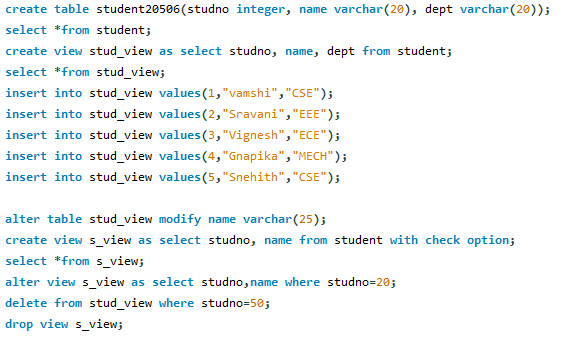 create table student20506(studno integer, name varchar(20), dept varchar(20));
select *from student;
create view stud_view as select studno, name, dept from student;
select *from stud_view;
insert into stud_view values(1,"vamshi","CSE");
insert into stud_view values(2,"Sravani","EEE");
insert into stud_view values(3,"Vignesh","ECE");
insert into stud_view values(4,"Gnapika","MECH");
insert into stud_view values(5,"Snehith","CSE");
alter table stud_view modify name varchar(25);
create view s_view as select studno, name from student with check option;
select *from s_view;
alter view s_view as select studno,name where studno=20;
delete from stud_view where studno=50;
drop view s_view;